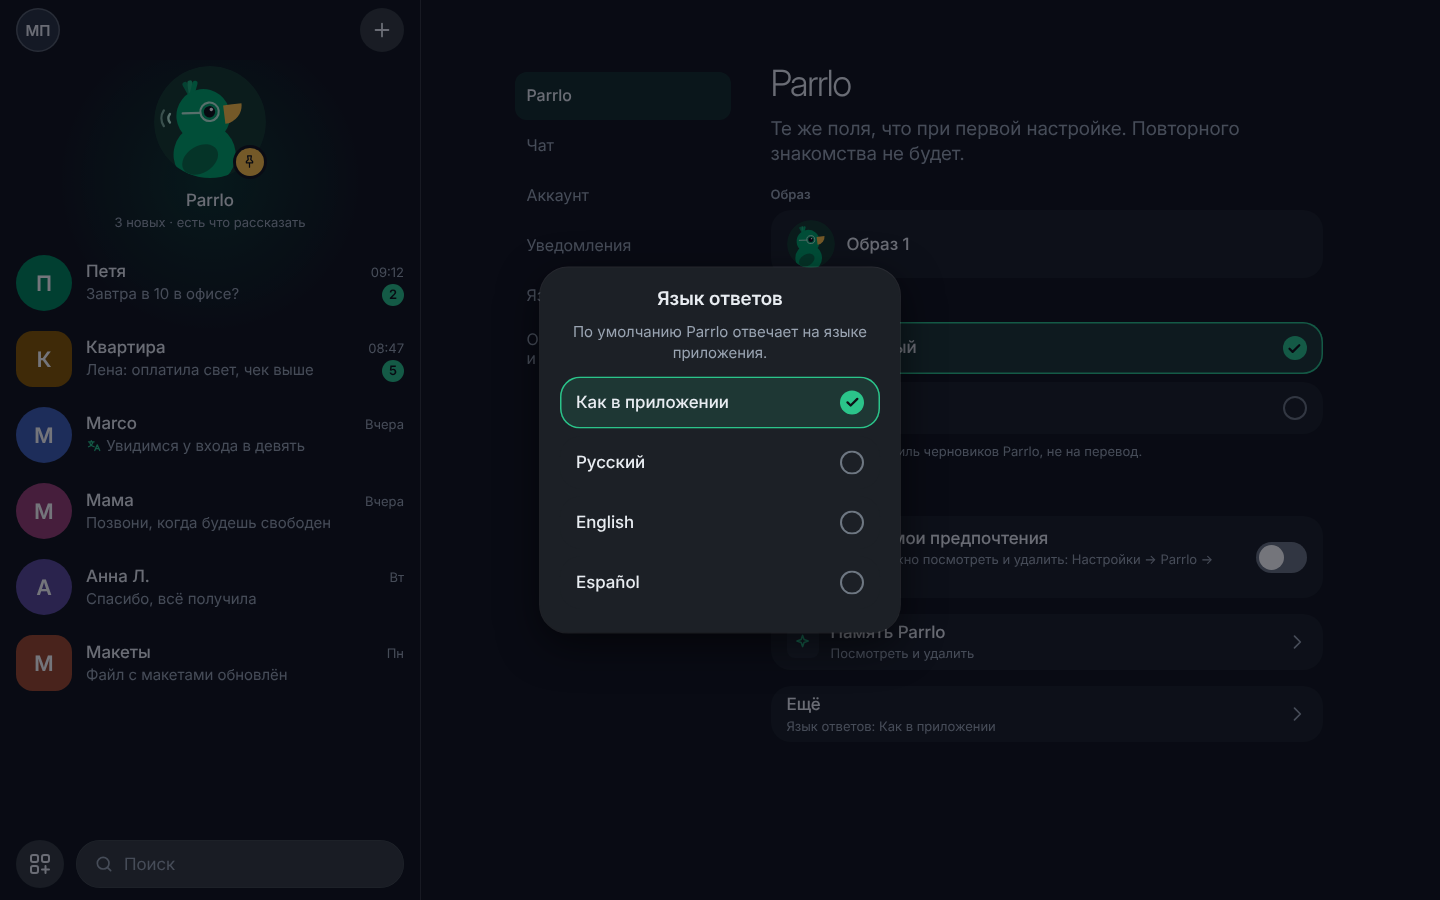 МП
Parrlo
3 новых · есть что рассказать
Петя
09:12
Завтра в 10 в офисе?
2
П
Квартира
08:47
Лена: оплатила свет, чек выше
5
К
Marco
Вчера
Увидимся у входа в девять
M
Мама
Вчера
Позвони, когда будешь свободен
М
Анна Л.
Вт
Спасибо, всё получила
А
Макеты
Пн
Файл с макетами обновлён
М
Поиск
Parrlo
Чат
Аккаунт
Уведомления
Parrlo
Те же поля, что при первой настройке. Повторного
знакомства не будет.
Образ
Образ 1
черновиков Parrlo, не на перевод.
мои предпочтения
посмотреть и удалить: Настройки → Parrlo →
Память Parrlo
Посмотреть и удалить
Ещё
Язык ответов: Как в приложении
Язык ответов
По умолчанию Parrlo отвечает на языке
приложения.
Как в приложении
Русский
English
Español